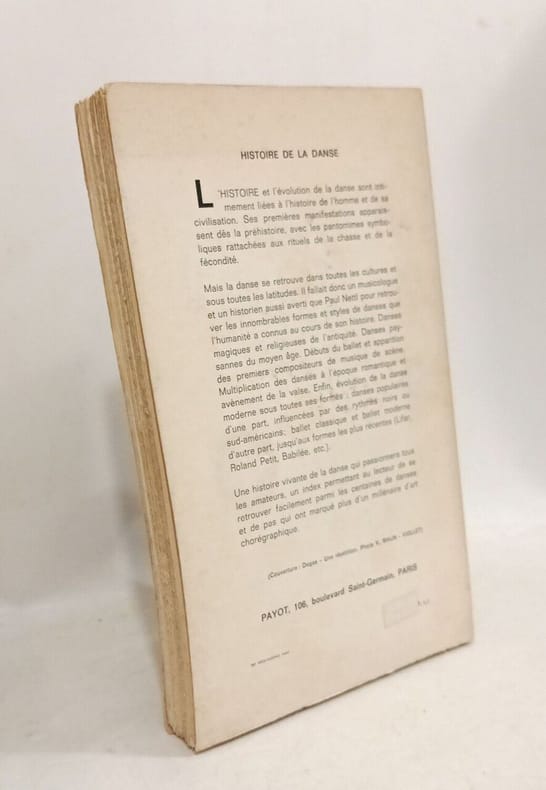 HISTOIRE DE LA DANSE
L'HISTOIRE et l'évolution de la danse sont inti-
mement liées à l'histoire de l'homme et de sa
civilisation. Ses premières manifestations apparais-
sent dès la préhistoire, avec les pantomimes symbo-
liques rattachées aux rituels de la chasse et de la
fécondité.
Mais la danse se retrouve dans toutes les cultures et
sous toutes les latitudes. Il fallait donc un musicologue
et un historien aussi averti que Paul Nettl pour retrou-
ver les innombrables formes et styles de danses que
l'humanité a connus au cours de son histoire. Danses
magiques et religieuses de l'antiquité. Danses pay-
sannes du moyen âge. Débuts du ballet et apparition
des premiers compositeurs de musique de scène.
Multiplication des danses à l'époque romantique et
avènement de la valse. Enfin, évolution de la danse
moderne sous toutes ses formes : danses populaires
d'une part, influencées par des rythmes noirs ou
sud-américains; ballet classique et ballet moderne
d'autre part, jusqu'aux formes les plus récentes (Lifar,
Roland Petit, Babilée, etc.).
Une histoire vivante de la danse qui passionnera tous
les amateurs, un index permettant au lecteur de se
retrouver facilement parmi les centaines de danses
et de pas qui ont marqué plus d'un millénaire d'art
chorégraphique.
(Couverture : Degas - Une répétition. Photo X, BRAUN - VIOLLET)
PAYOT, 106, boulevard Saint-Germain, PARIS